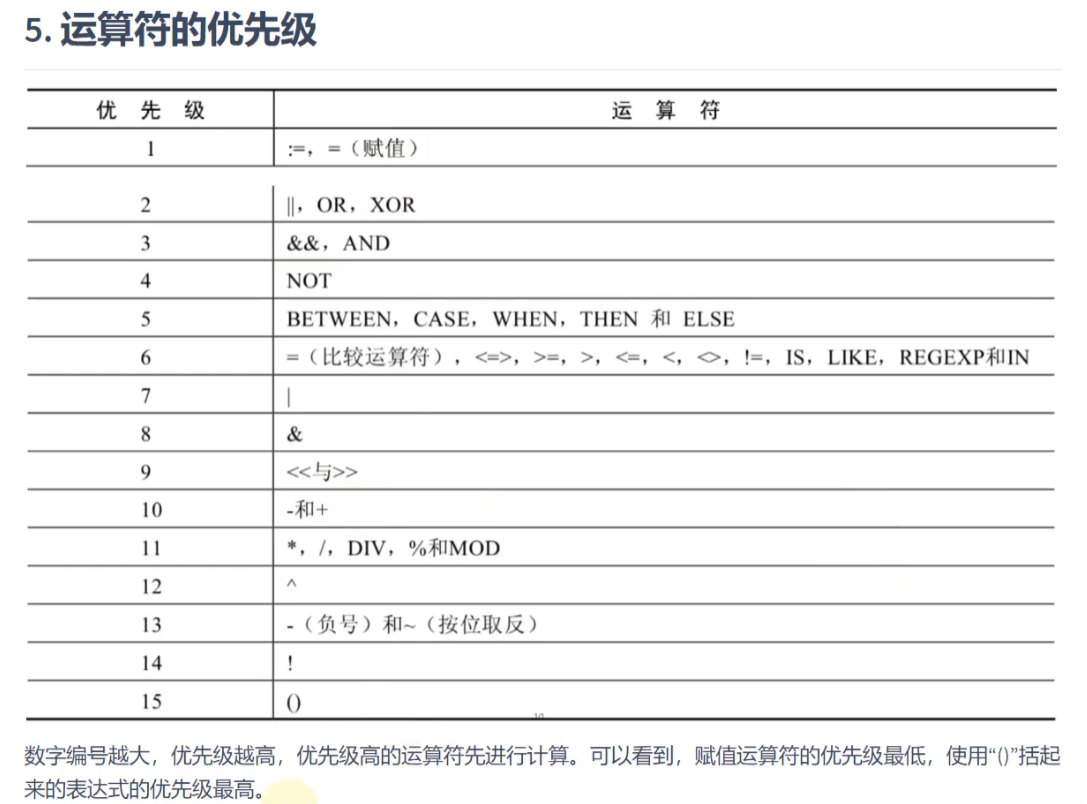 5. 运算符的优先级
优 先 级 运 算 符
1 :=，=（赋值）
2 ||，OR，XOR
3 &&，AND
4 NOT
5 BETWEEN，CASE，WHEN，THEN 和 ELSE
6 =（比较运算符），<=>，>=，>，<=，<，<>，!=，IS，LIKE，REGEXP和IN
7 |
8 &
9 <<与>>
10 -和+
11 *，/，DIV，%和MOD
12 ^
13 -（负号）和~（按位取反）
14 !
15 ()
数字编号越大，优先级越高，优先级高的运算符先进行计算。可以看到，赋值运算符的优先级最低，使用“()”括起
来的表达式的优先级最高。